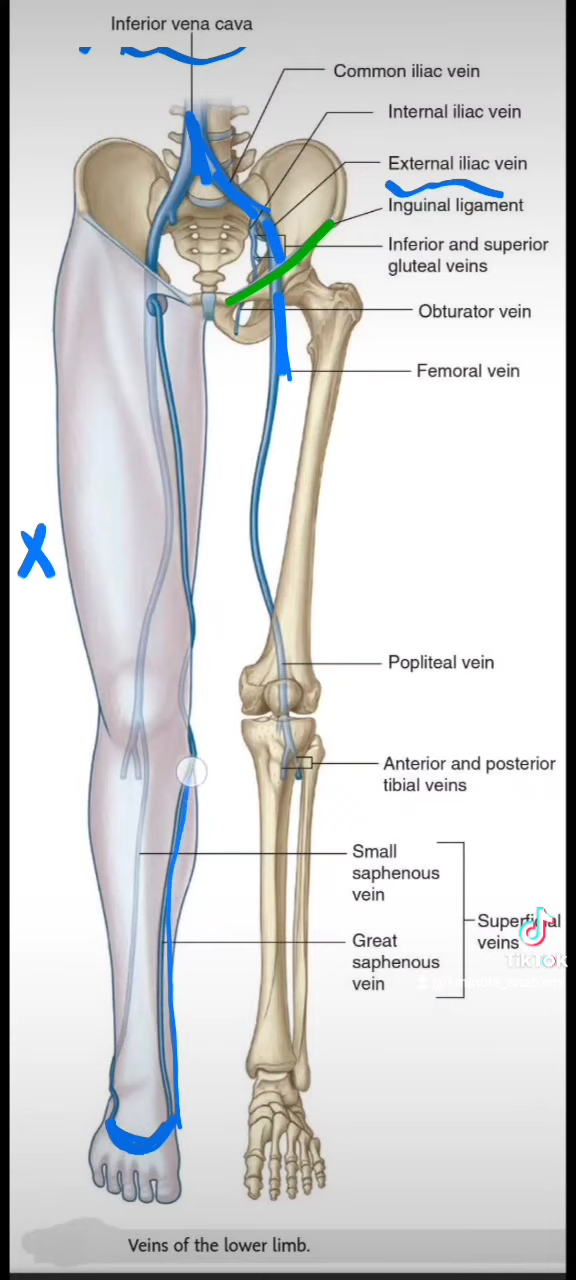 Inferior vena cava
Common iliac vein
Internal iliac vein
External iliac vein
Inguinal ligament
Inferior and superior
gluteal veins
Obturator vein
Femoral vein
X
Popliteal vein
Anterior and posterior
tibial veins
Small
saphenous
vein
Superficial
veins
Great
saphenous
vein
TikTok
Veins of the lower limb.